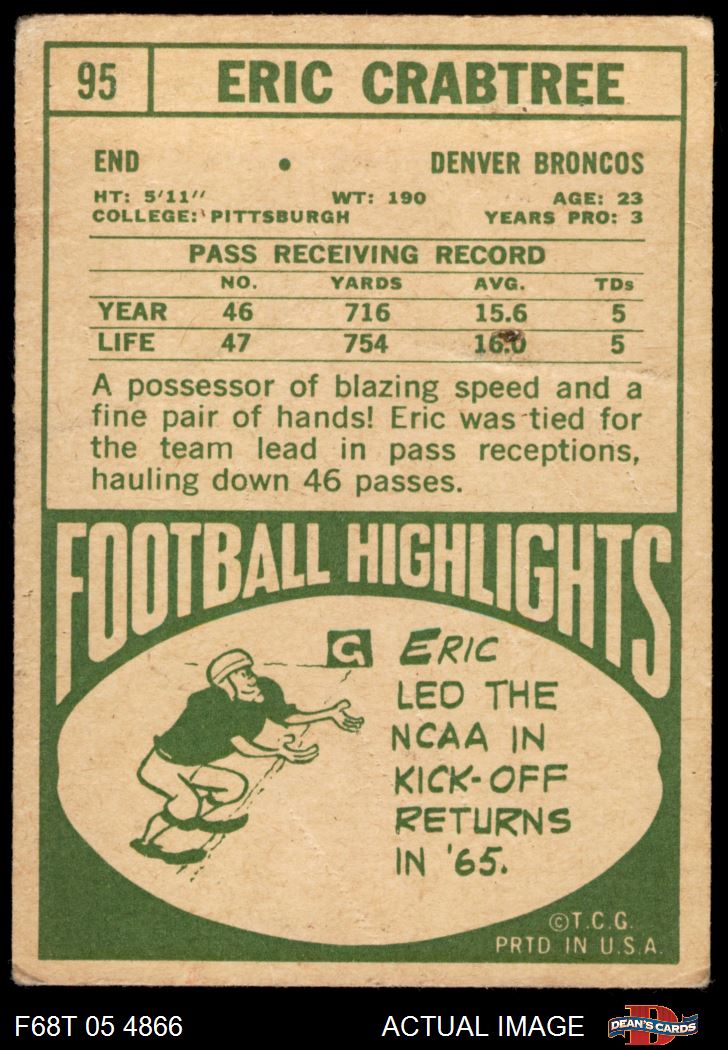 95 ERIC CRABTREE
END • DENVER BRONCOS
HT: 5'11" WT: 190 AGE: 23
COLLEGE: PITTSBURGH YEARS PRO: 3
PASS RECEIVING RECORD
NO. YARDS AVG. TDs
YEAR 46 716 15.6 5
LIFE 47 754 16.0 5
A possessor of blazing speed and a
fine pair of hands! Eric was tied for
the team lead in pass receptions,
hauling down 46 passes.
FOOTBALL HIGHLIGHTS
G
ERIC
LED THE
NCAA IN
KICK-OFF
RETURNS
IN '65.
©T.C.G.
PRTD IN U.S.A.
F68T 05 4866 ACTUAL IMAGE D DEAN'S CARDS